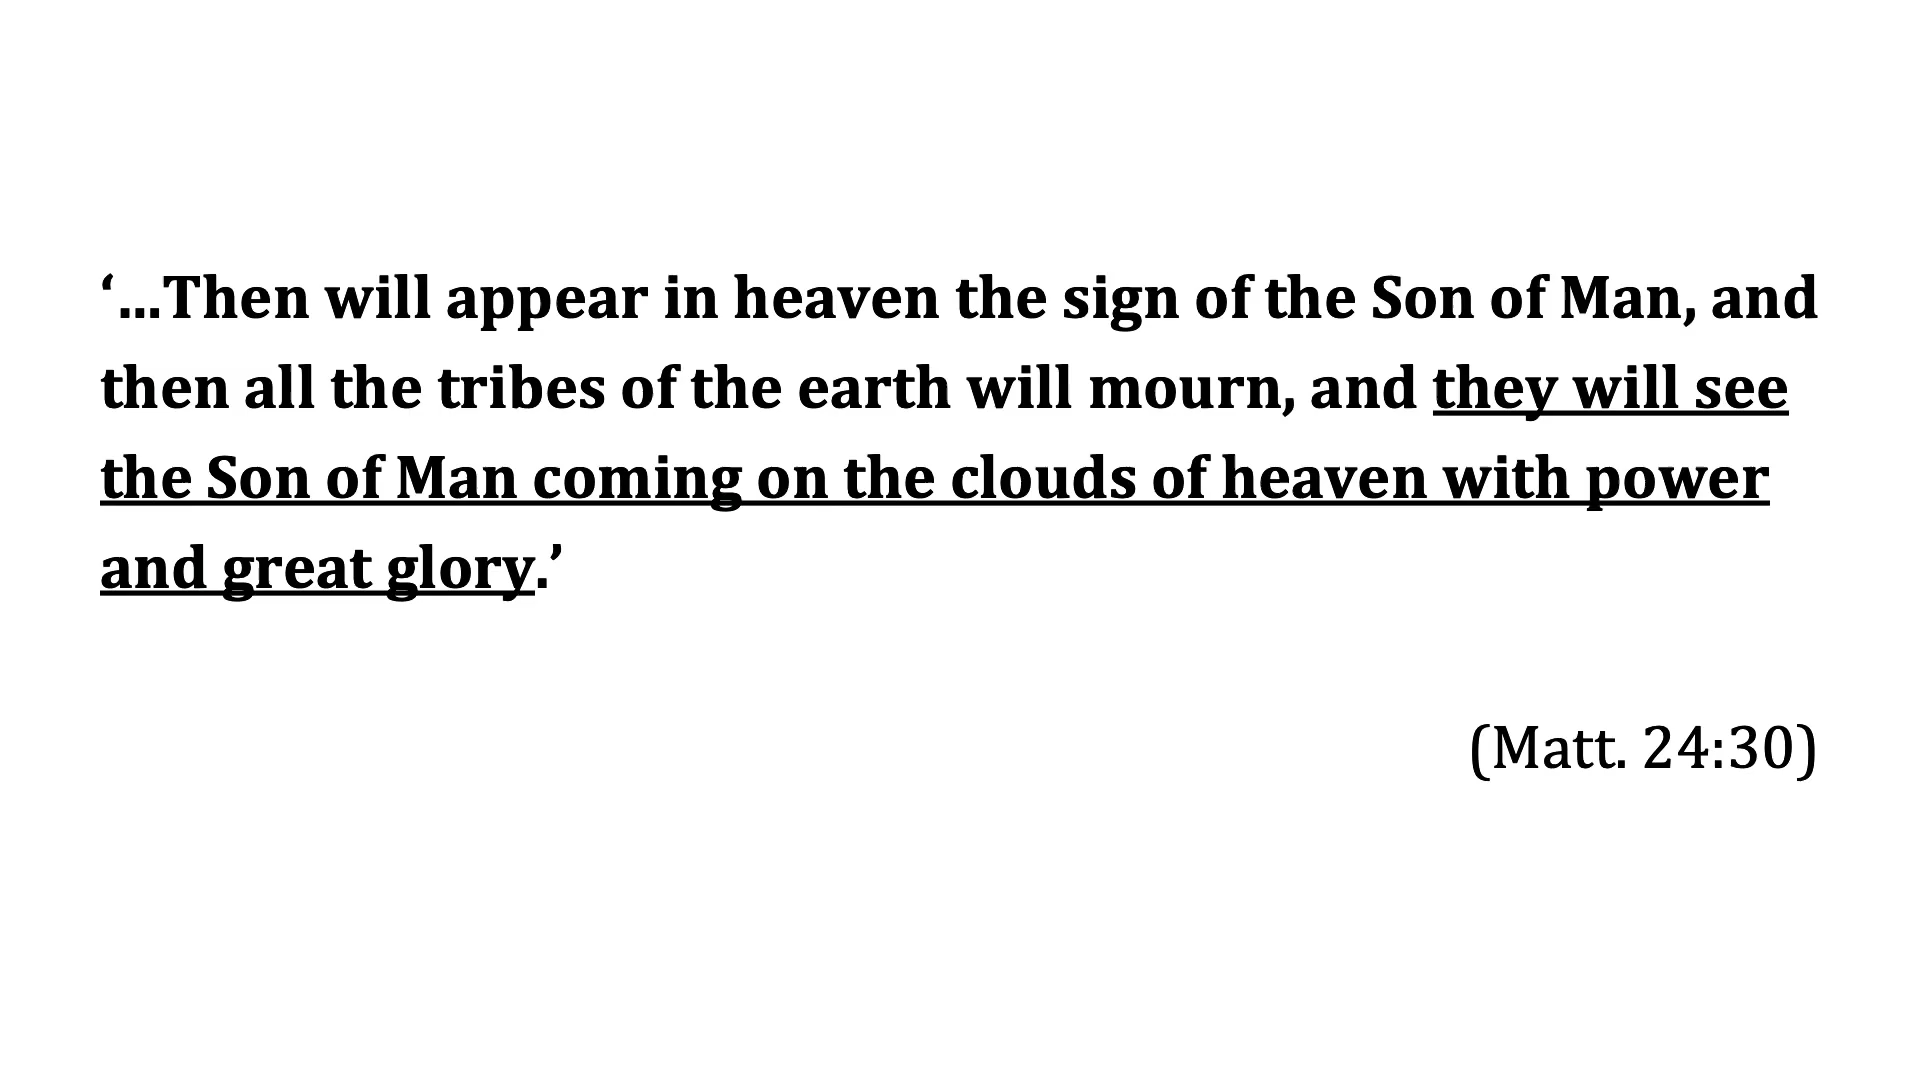 ‘…Then will appear in heaven the sign of the Son of Man, and
then all the tribes of the earth will mourn, and they will see
the Son of Man coming on the clouds of heaven with power
and great glory.’
(Matt. 24:30)